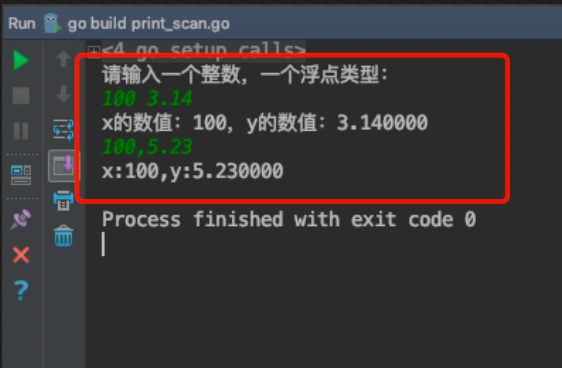 Run go build print_scan.go
<4 go setup calls>
请输入一个整数，一个浮点类型：
100 3.14
x的数值：100，y的数值：3.140000
100,5.23
x:100,y:5.230000
Process finished with exit code 0